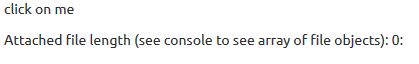 click on me
Attached file length (see console to see array of file objects): 0: